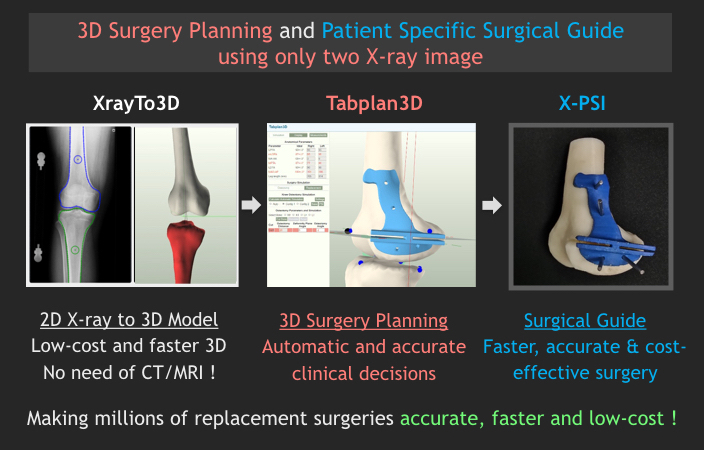 3D Surgery Planning and Patient Specific Surgical Guide
using only two X-ray image
XrayTo3D
Tabplan3D
X-PSI
Tabplan3D
2D X-ray to 3D Model
Low-cost and faster 3D
No need of CT/MRI !
3D Surgery Planning
Automatic and accurate
clinical decisions
Surgical Guide
Faster, accurate & cost-
effective surgery
Making millions of replacement surgeries accurate, faster and low-cost !